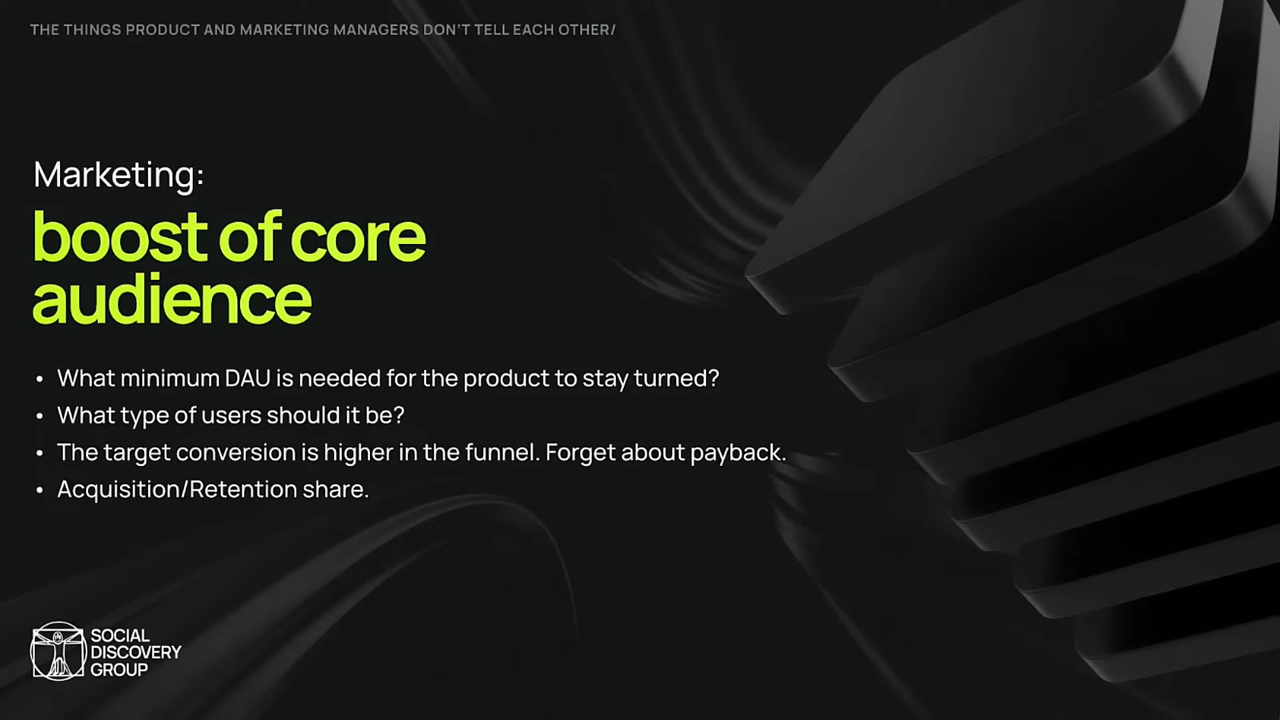 THE THINGS PRODUCT AND MARKETING MANAGERS DON'T TELL EACH OTHER/
Marketing:
boost of core
audience
• What minimum DAU is needed for the product to stay turned?
• What type of users should it be?
• The target conversion is higher in the funnel. Forget about payback.
• Acquisition/Retention share.
SOCIAL
DISCOVERY
GROUP